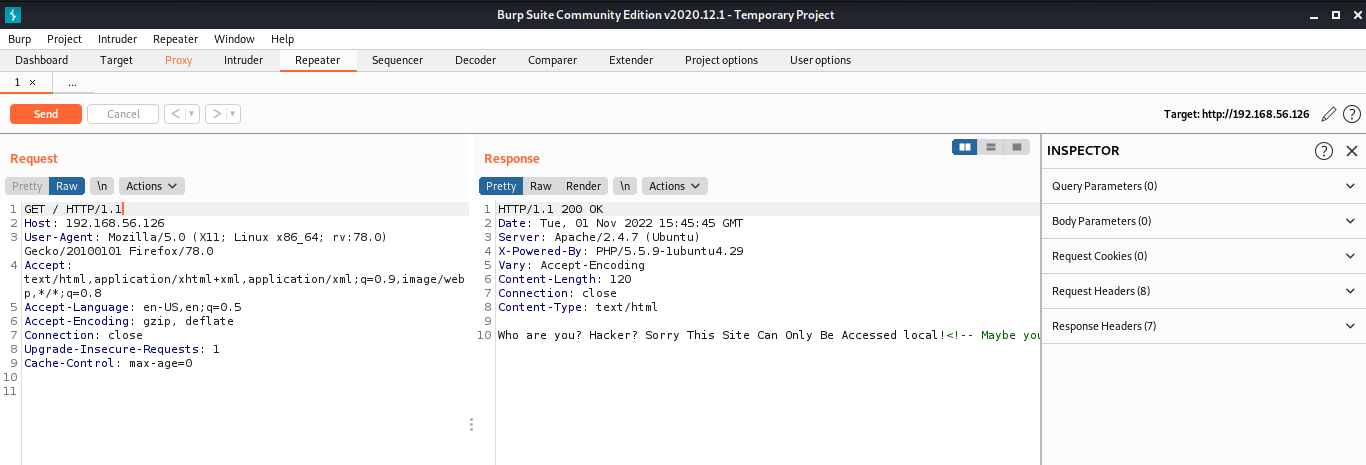 Burp Suite Community Edition v2020.12.1 - Temporary Project
Burp Project Intruder Repeater Window Help
Dashboard Target Proxy Intruder Repeater Sequencer Decoder Comparer Extender Project options User options
1 × ...
Send Cancel < > Target: http://192.168.56.126 ?
Request
Pretty Raw \n Actions
1 GET / HTTP/1.1
2 Host: 192.168.56.126
3 User-Agent: Mozilla/5.0 (X11; Linux x86_64; rv:78.0)
Gecko/20100101 Firefox/78.0
4 Accept:
text/html,application/xhtml+xml,application/xml;q=0.9,image/web
p,*/*;q=0.8
5 Accept-Language: en-US,en;q=0.5
6 Accept-Encoding: gzip, deflate
7 Connection: close
8 Upgrade-Insecure-Requests: 1
9 Cache-Control: max-age=0
10
11
Response
Pretty Raw Render \n Actions
1 HTTP/1.1 200 OK
2 Date: Tue, 01 Nov 2022 15:45:45 GMT
3 Server: Apache/2.4.7 (Ubuntu)
4 X-Powered-By: PHP/5.5.9-1ubuntu4.29
5 Vary: Accept-Encoding
6 Content-Length: 120
7 Connection: close
8 Content-Type: text/html
9
10 Who are you? Hacker? Sorry This Site Can Only Be Accessed local!<!-- Maybe you
INSPECTOR ?
Query Parameters (0)
Body Parameters (0)
Request Cookies (0)
Request Headers (8)
Response Headers (7)